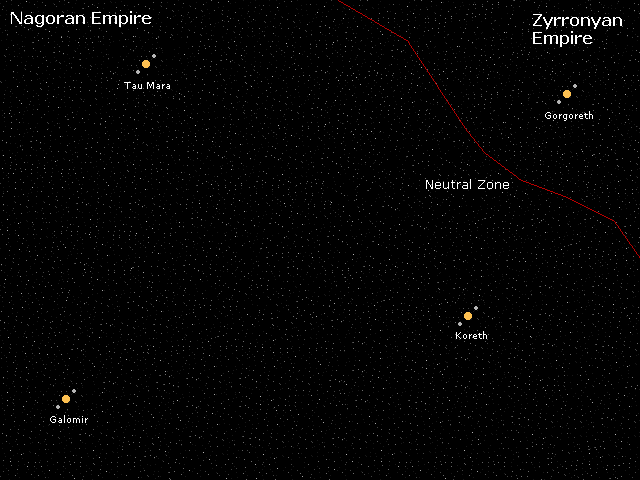 Nagoran Empire
Zyrronyan
Empire
Tau Mara
Gorgoreth
Neutral Zone
Koreth
Galomir